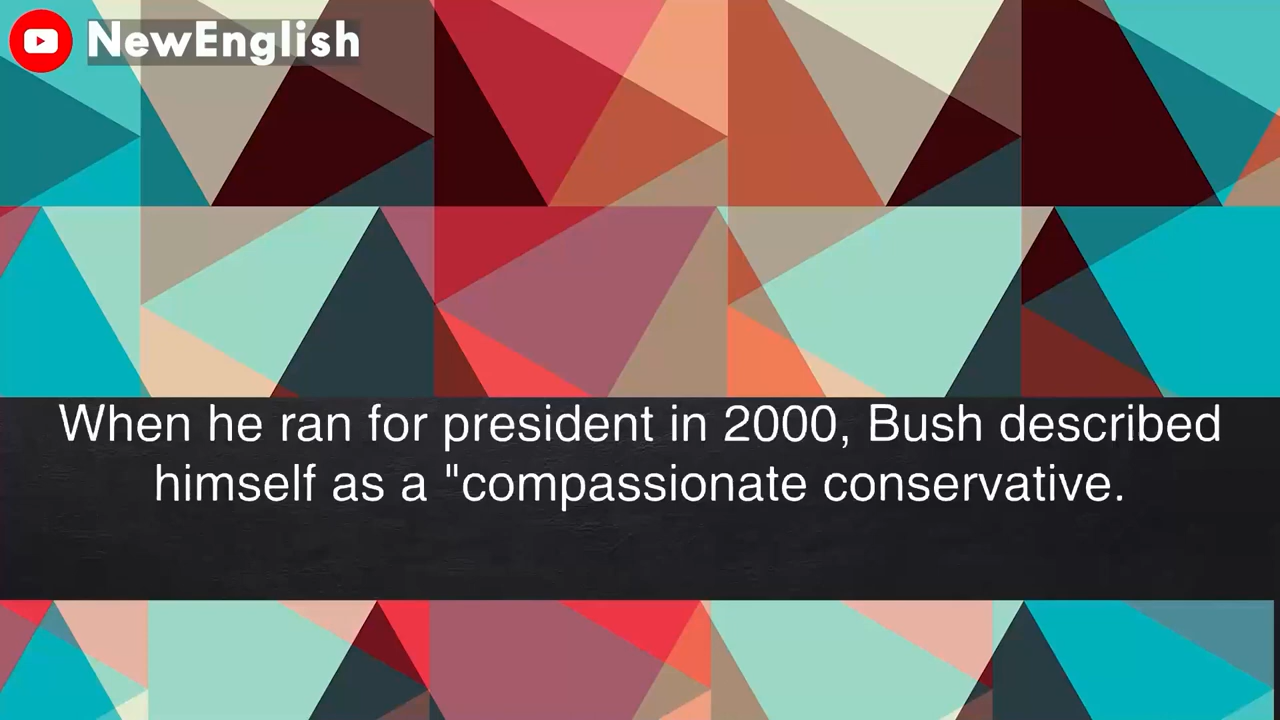 NewEnglish
When he ran for president in 2000, Bush described
himself as a "compassionate conservative.